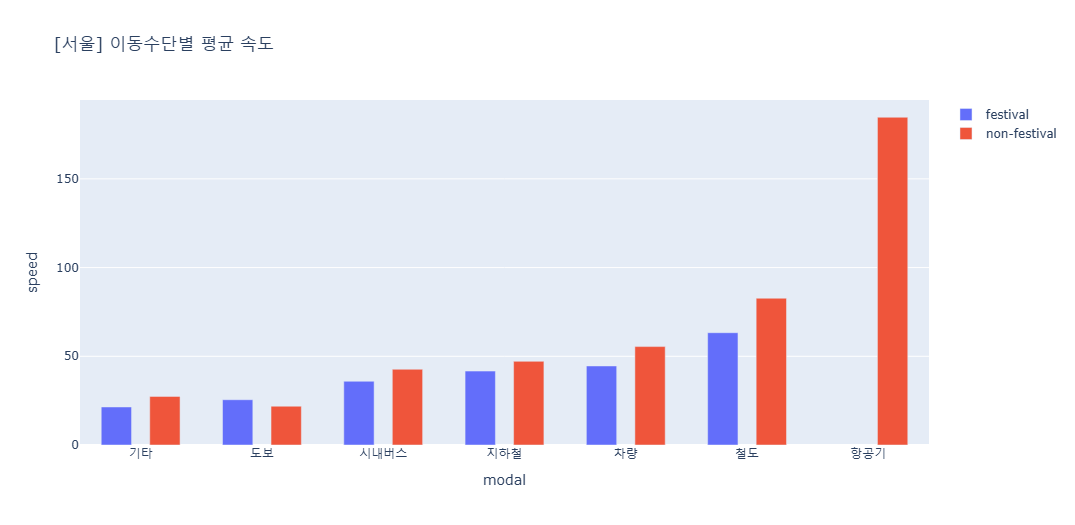 [서울] 이동수단별 평균 속도
festival
non-festival
150
100
50
0
speed
기타 도보 시내버스 지하철 차량 철도 항공기
modal